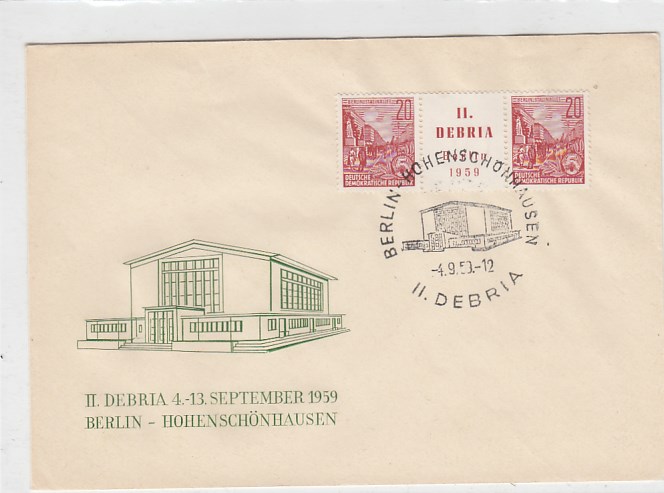 20
DEUTSCHE
DEMOKRATISCHE REPUBLIK
II.
DEBRIA
BERLIN
1959
20
DEUTSCHE
DEMOKRATISCHE REPUBLIK
BERLIN-HOHENSCHÖNHAUSEN
-4.9.59.-12
II. DEBRIA
II. DEBRIA 4.-13. SEPTEMBER 1959
BERLIN - HOHENSCHÖNHAUSEN